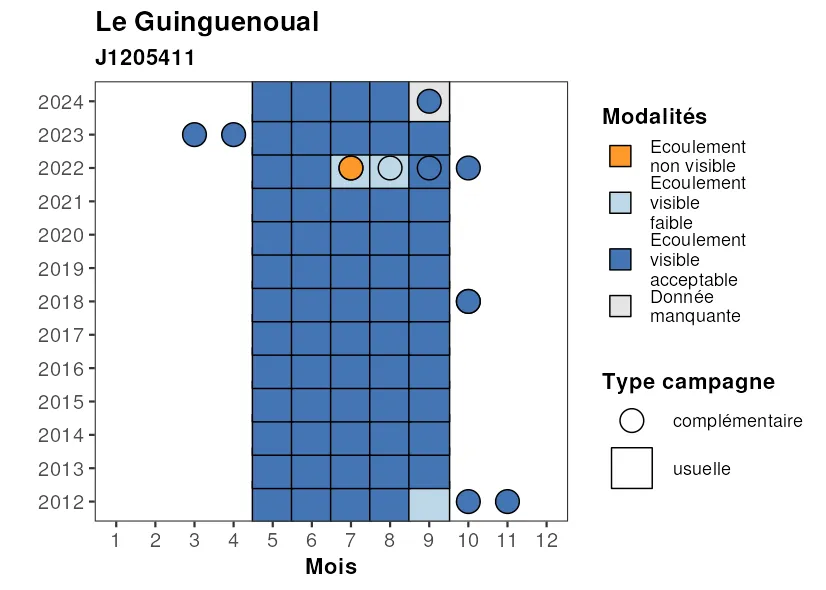 Le Guinguenoual
J1205411
2024
2023
2022
2021
2020
2019
2018
2017
2016
2015
2014
2013
2012
1 2 3 4 5 6 7 8 9 10 11 12
Mois
Modalités
Ecoulement
non visible
Ecoulement
visible
faible
Ecoulement
visible
acceptable
Donnée
manquante
Type campagne
complémentaire
usuelle